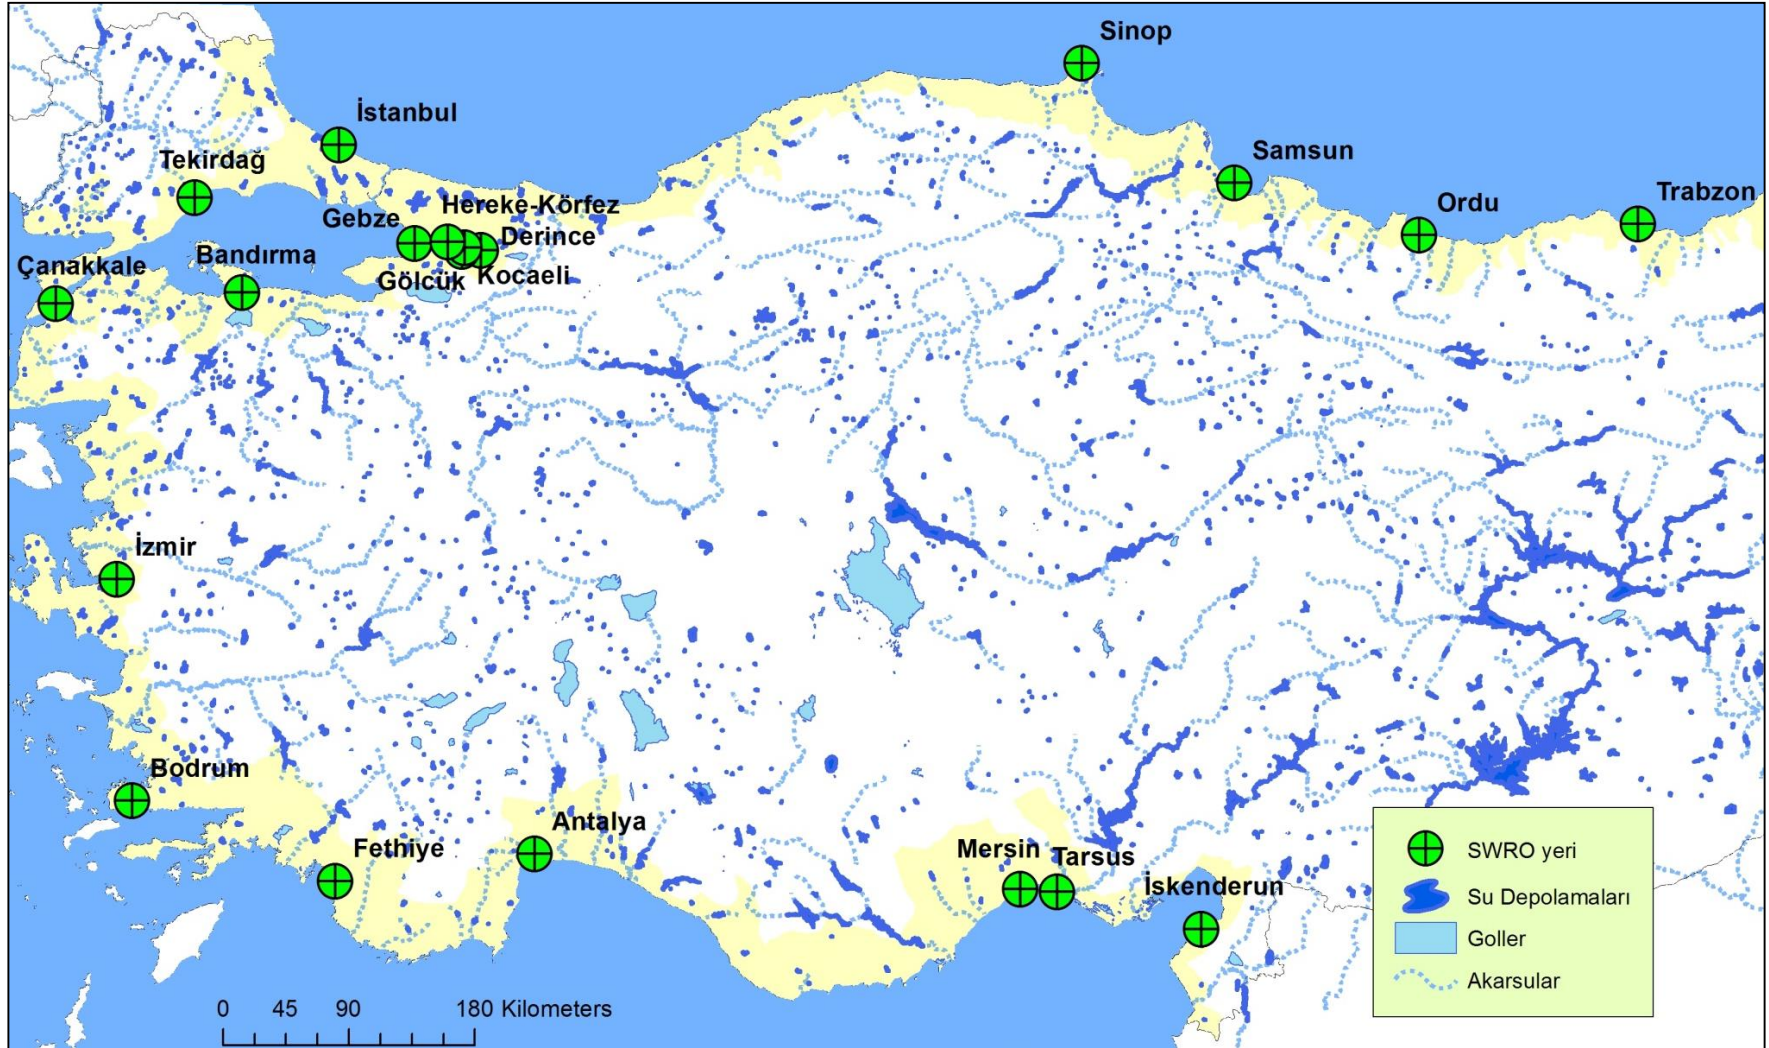 Sinop
İstanbul
Samsun
Tekirdağ
Trabzon
Ordu
Hereke-Körfez
Gebze
Derince
Bandırma
Çanakkale
Gölcük
Kocaeli
İzmir
Bodrum
Antalya
Fethiye
Mersin
Tarsus
İskenderun
SWRO yeri
Su Depolamaları
Goller
Akarsular
0 45 90 180 Kilometers